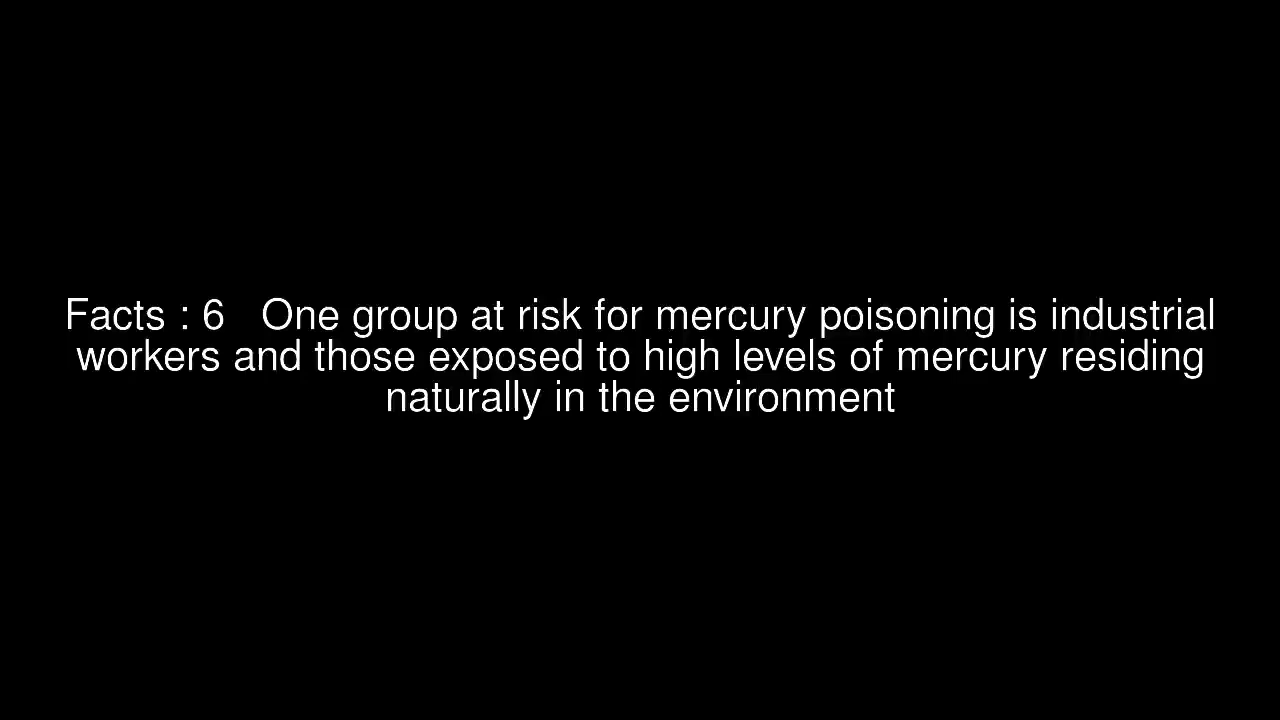 Facts : 6   One group at risk for mercury poisoning is industrial
workers and those exposed to high levels of mercury residing
naturally in the environment